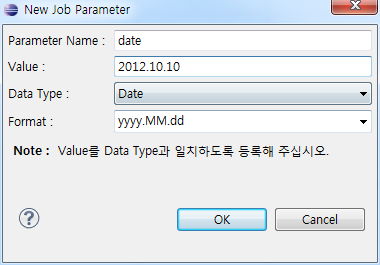 New Job Parameter
Parameter Name : date
Value : 2012.10.10
Data Type : Date
Format : yyyy.MM.dd
Note : Value를 Data Type과 일치하도록 등록해 주십시오.
? OK Cancel